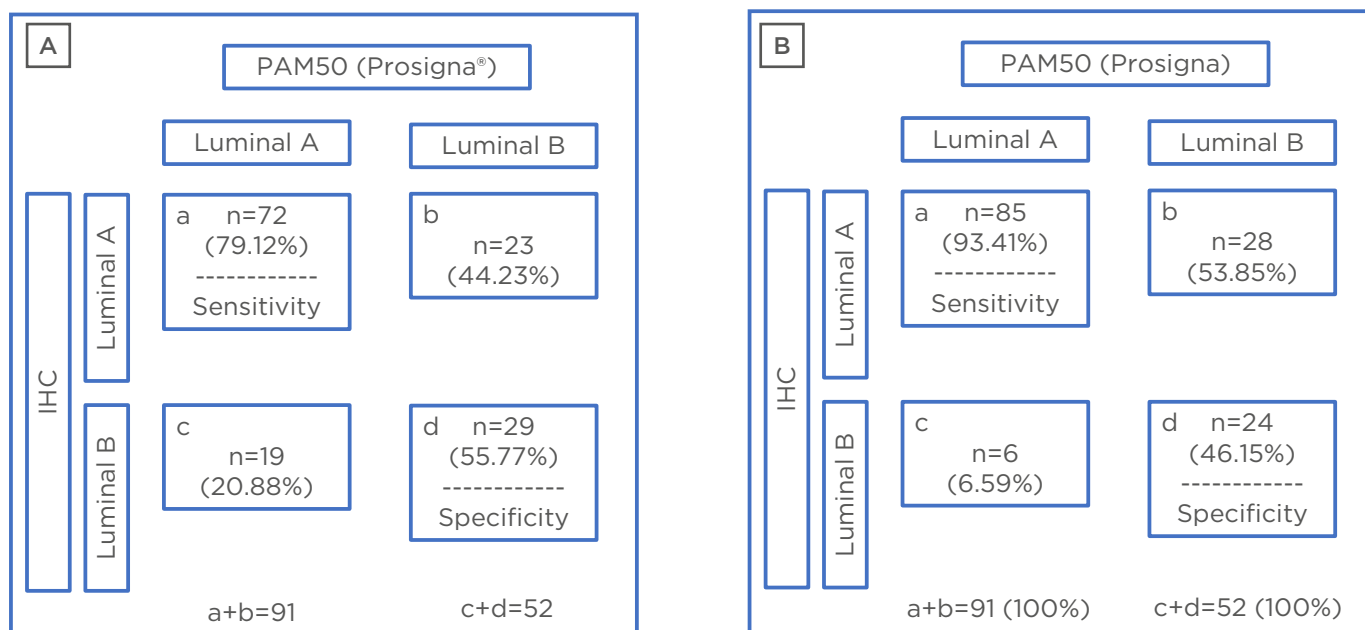 A
PAM50 (Prosigna®)
Luminal A
Luminal B
IHC
Luminal A
a n=72
(79.12%)
------------
Sensitivity
b
n=23
(44.23%)
Luminal B
c
n=19
(20.88%)
d n=29
(55.77%)
------------
Specificity
a+b=91
c+d=52
B
PAM50 (Prosigna)
Luminal A
Luminal B
IHC
Luminal A
a n=85
(93.41%)
------------
Sensitivity
b
n=28
(53.85%)
Luminal B
c
n=6
(6.59%)
d n=24
(46.15%)
------------
Specificity
a+b=91 (100%)
c+d=52 (100%)